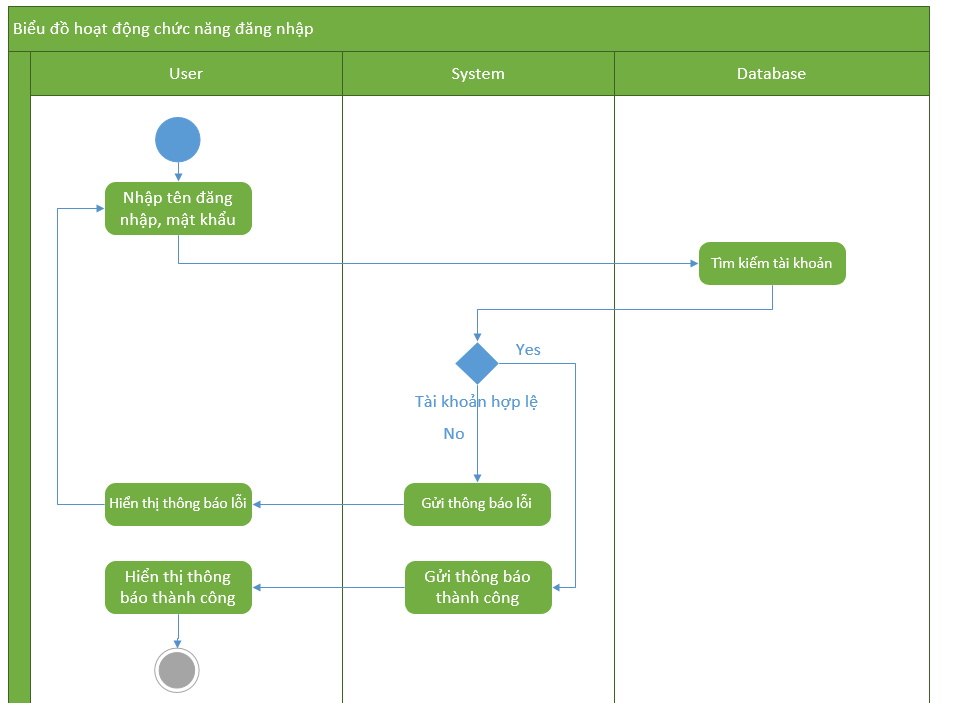 Biểu đồ hoạt động chức năng đăng nhập
User
System
Database
Nhập tên đăng
nhập, mật khẩu
Tìm kiếm tài khoản
Yes
Tài khoản hợp lệ
No
Hiển thị thông báo lỗi
Gửi thông báo lỗi
Hiển thị thông
báo thành công
Gửi thông báo
thành công